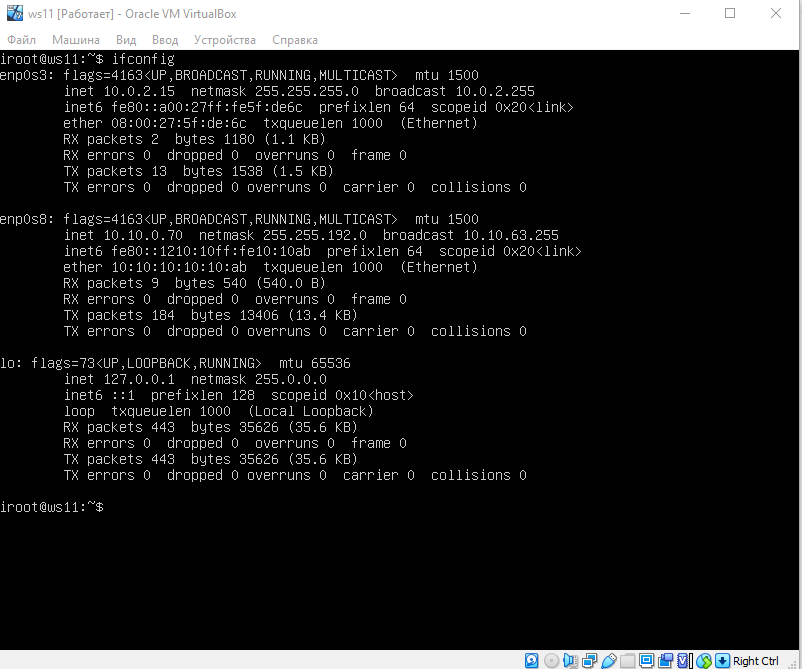 ws11 [Работает] - Oracle VM VirtualBox
Файл Машина Вид Ввод Устройства Справка
iroot@ws11:~$ ifconfig
enp0s3: flags=4163<UP,BROADCAST,RUNNING,MULTICAST>  mtu 1500
        inet 10.0.2.15  netmask 255.255.255.0  broadcast 10.0.2.255
        inet6 fe80::a00:27ff:fe5f:de6c  prefixlen 64  scopeid 0x20<link>
        ether 08:00:27:5f:de:6c  txqueuelen 1000  (Ethernet)
        RX packets 2  bytes 1180 (1.1 KB)
        RX errors 0  dropped 0  overruns 0  frame 0
        TX packets 13  bytes 1538 (1.5 KB)
        TX errors 0  dropped 0 overruns 0  carrier 0  collisions 0
enp0s8: flags=4163<UP,BROADCAST,RUNNING,MULTICAST>  mtu 1500
        inet 10.10.0.70  netmask 255.255.192.0  broadcast 10.10.63.255
        inet6 fe80::1210:10ff:fe10:10ab  prefixlen 64  scopeid 0x20<link>
        ether 10:10:10:10:10:ab  txqueuelen 1000  (Ethernet)
        RX packets 9  bytes 540 (540.0 B)
        RX errors 0  dropped 0  overruns 0  frame 0
        TX packets 184  bytes 13406 (13.4 KB)
        TX errors 0  dropped 0 overruns 0  carrier 0  collisions 0
lo: flags=73<UP,LOOPBACK,RUNNING>  mtu 65536
        inet 127.0.0.1  netmask 255.0.0.0
        inet6 ::1  prefixlen 128  scopeid 0x10<host>
        loop  txqueuelen 1000  (Local Loopback)
        RX packets 443  bytes 35626 (35.6 KB)
        RX errors 0  dropped 0  overruns 0  frame 0
        TX packets 443  bytes 35626 (35.6 KB)
        TX errors 0  dropped 0 overruns 0  carrier 0  collisions 0
iroot@ws11:~$
Right Ctrl